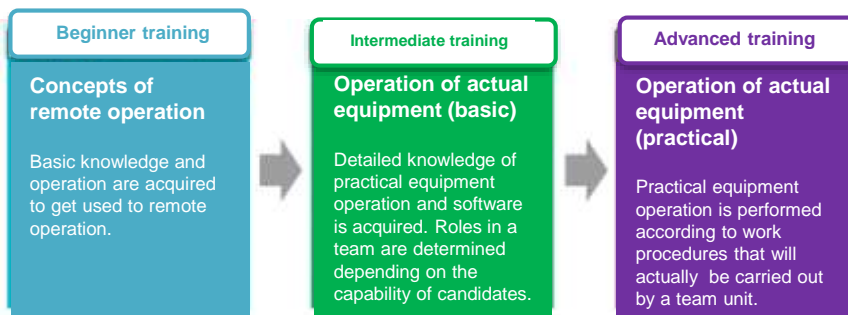 Beginner training
Concepts of
remote operation
Basic knowledge and
operation are acquired
to get used to remote
operation.
Intermediate training
Operation of actual
equipment (basic)
Detailed knowledge of
practical equipment
operation and software
is acquired. Roles in a
team are determined
depending on the
capability of candidates.
Advanced training
Operation of actual
equipment
(practical)
Practical equipment
operation is performed
according to work
procedures that will
actually be carried out
by a team unit.